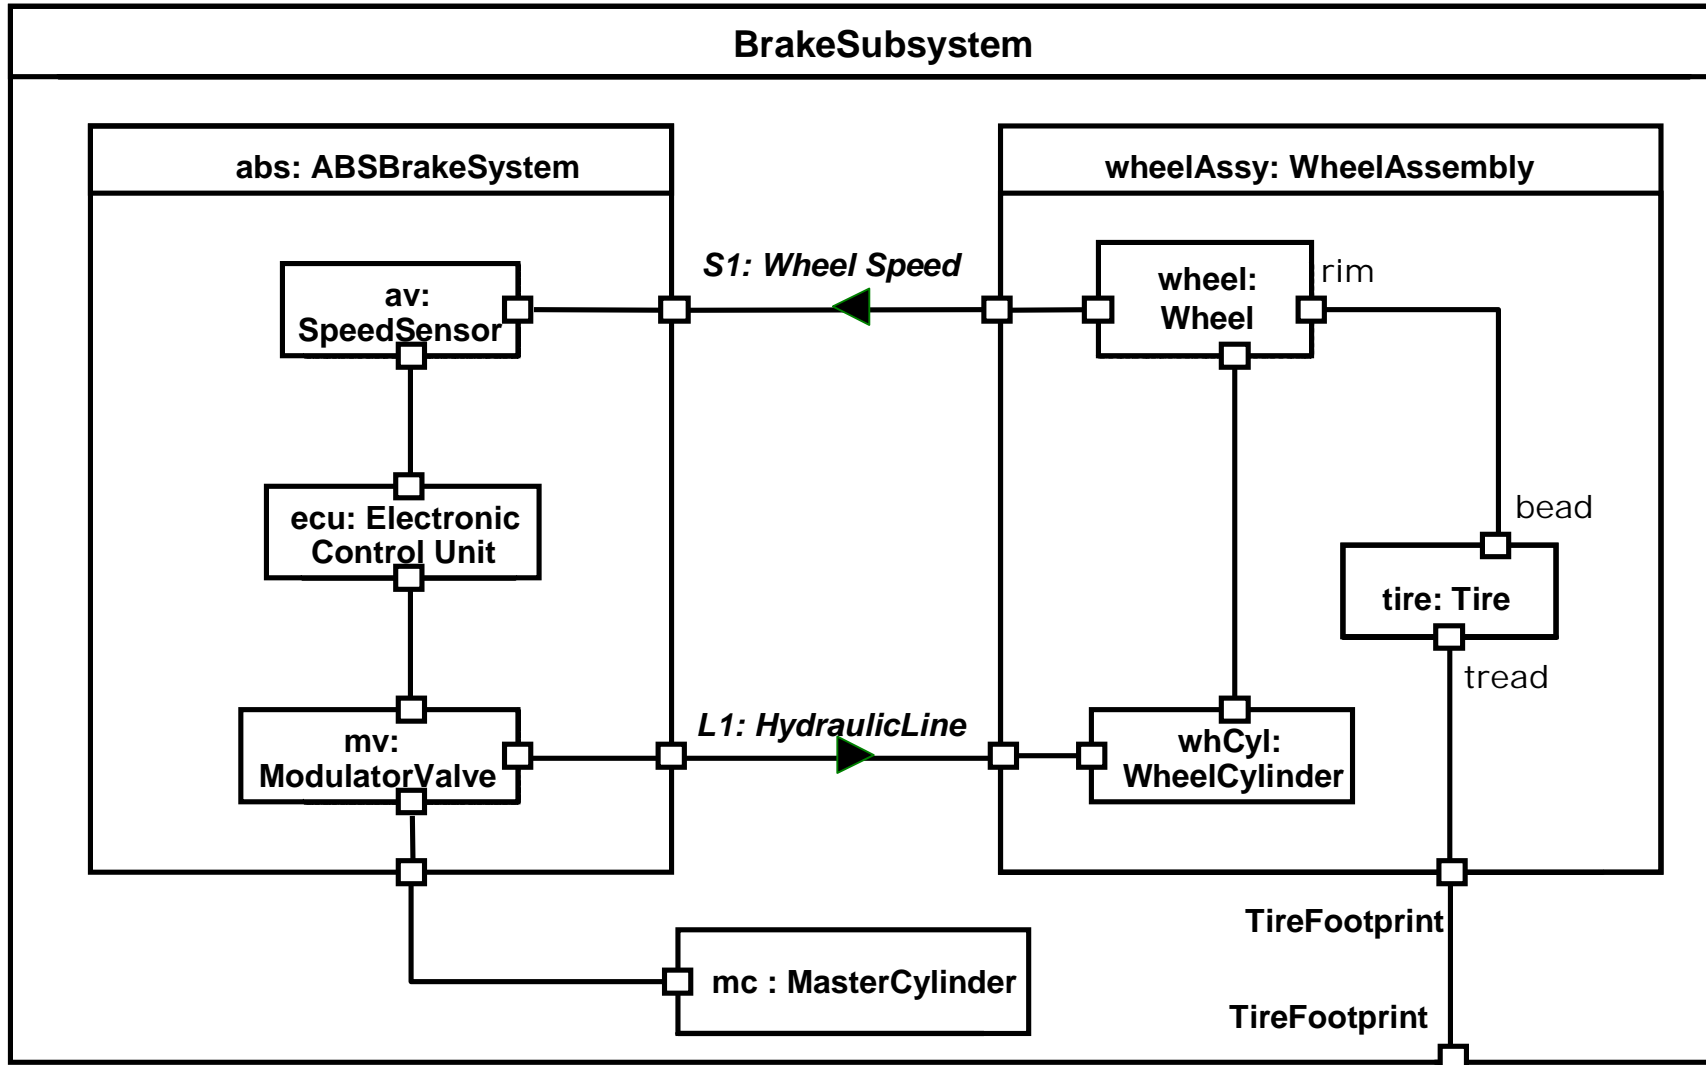 BrakeSubsystem
abs: ABSBrakeSystem
wheelAssy: WheelAssembly
S1: Wheel Speed
av:
SpeedSensor
wheel:
Wheel
rim
ecu: Electronic
Control Unit
bead
tire: Tire
tread
L1: HydraulicLine
mv:
ModulatorValve
whCyl:
WheelCylinder
TireFootprint
mc : MasterCylinder
TireFootprint